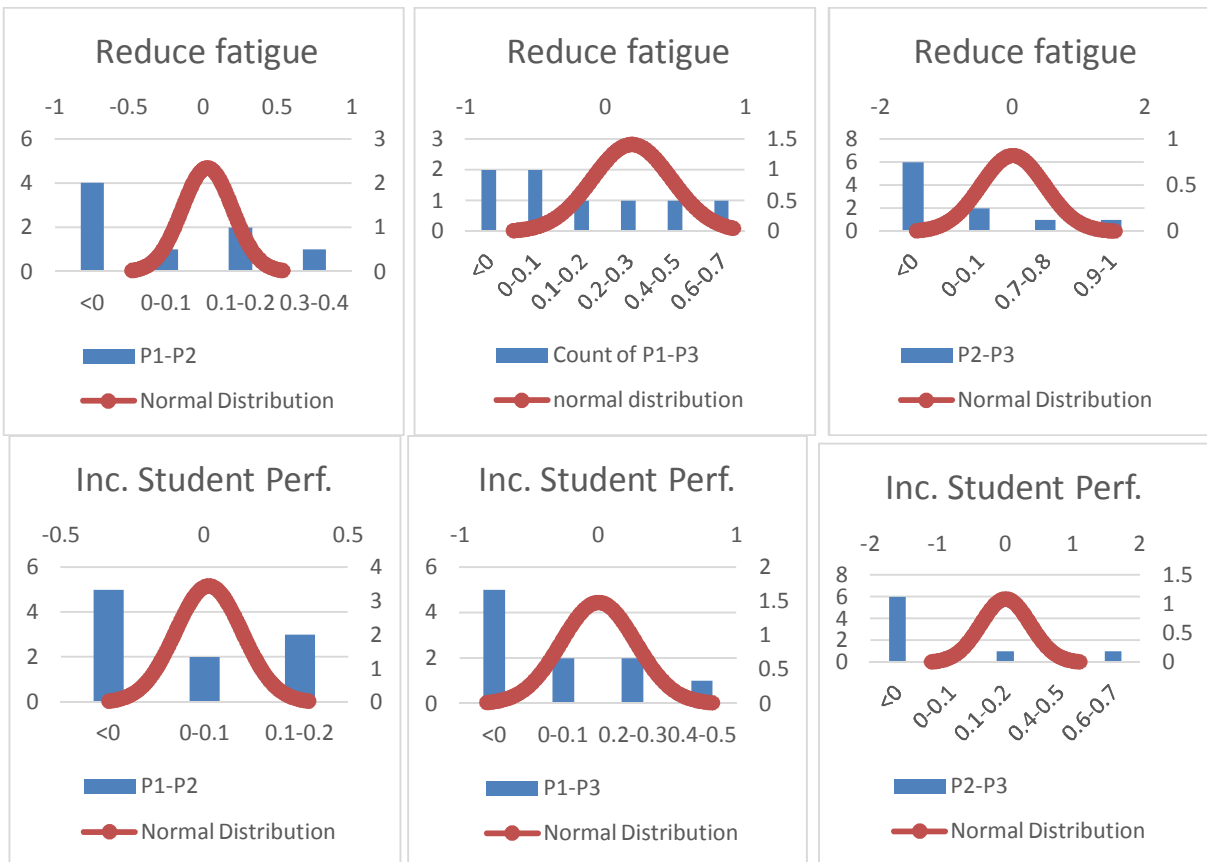 Reduce fatigue
-1 -0.5 0 0.5 1
6 3
4 2
2 1
0 0
<0 0-0.1 0.1-0.2 0.3-0.4
P1-P2
Normal Distribution
Reduce fatigue
-1 0 1
3 1.5
2 1
1 0.5
0 0
<0 0-0.1 0.1-0.2 0.2-0.3 0.4-0.5 0.6-0.7
Count of P1-P3
normal distribution
Reduce fatigue
-2 0 2
8 1
6
4 0.5
2
0 0
<0 0-0.1 0.7-0.8 0.9-1
P2-P3
Normal Distribution
Inc. Student Perf.
-0.5 0 0.5
6 4
3
4
2
2
1
0 0
<0 0-0.1 0.1-0.2
P1-P2
Normal Distribution
Inc. Student Perf.
-1 0 1
6 2
1.5
4
1
2
0.5
0 0
<0 0-0.1 0.2-0.3 0.4-0.5
P1-P3
Normal Distribution
Inc. Student Perf.
-2 -1 0 1 2
8 1.5
6
1
4
0.5
2
0 0
<0 0-0.1 0.1-0.2 0.4-0.5 0.6-0.7
P2-P3
Normal Distribution